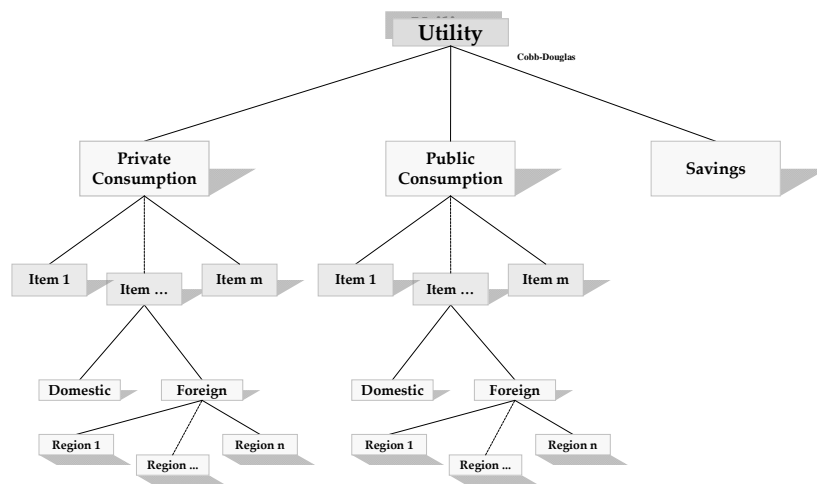 Utility
Cobb-Douglas
Private
Consumption
Public
Consumption
Savings
Item 1
Item …
Item m
Item 1
Item …
Item m
Domestic
Foreign
Domestic
Foreign
Region 1
Region ...
Region n
Region 1
Region ...
Region n